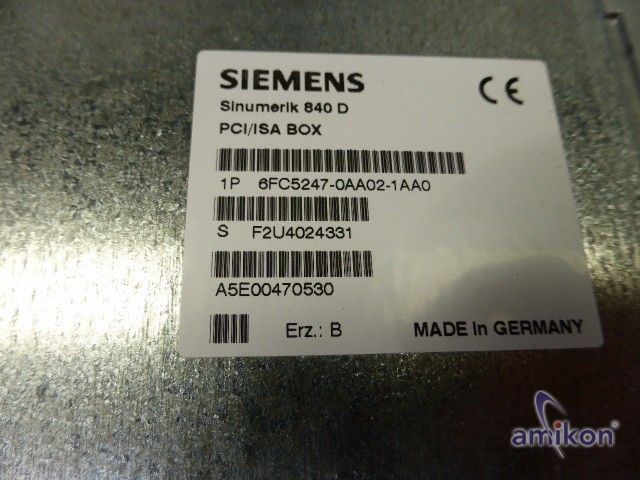 SIEMENS
CE
Sinumerik 840 D
PCI/ISA BOX
1P 6FC5247-0AA02-1AA0
S F2U4024331
A5E00470530
Erz.: B MADE in GERMANY
amikon